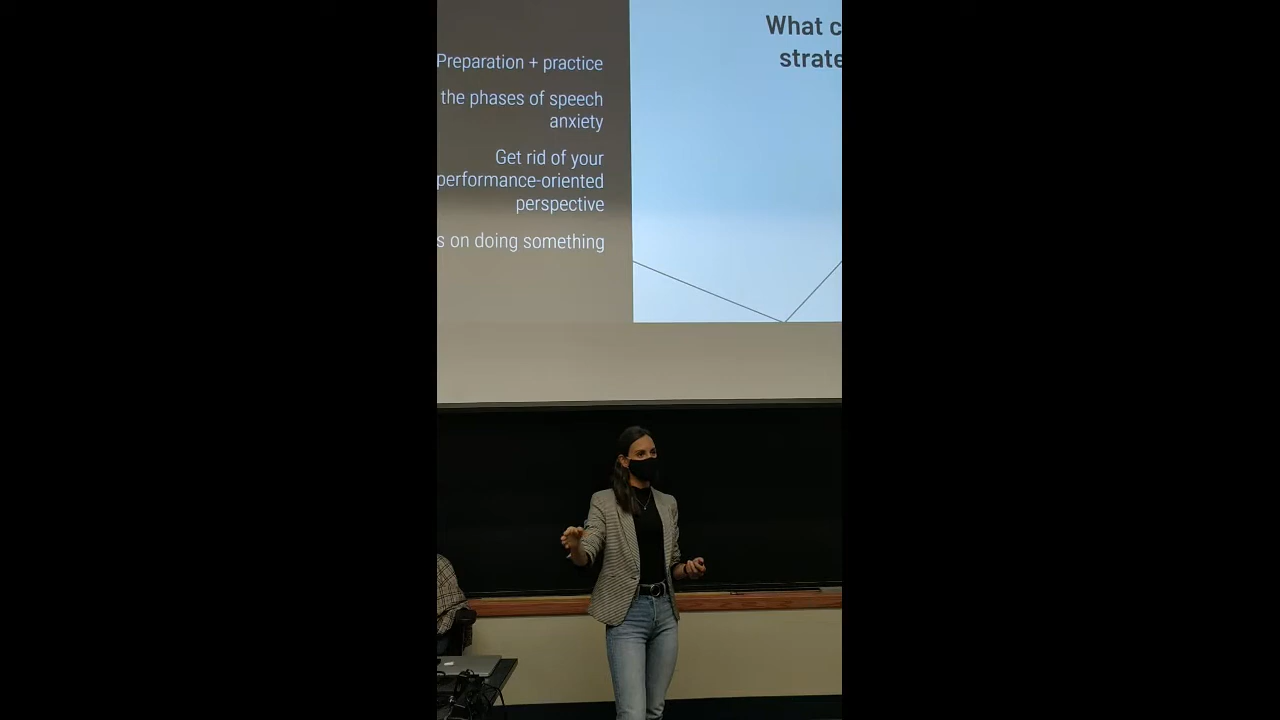 Preparation + practice
the phases of speech
anxiety
Get rid of your
performance-oriented
perspective
s on doing something
What c
strate